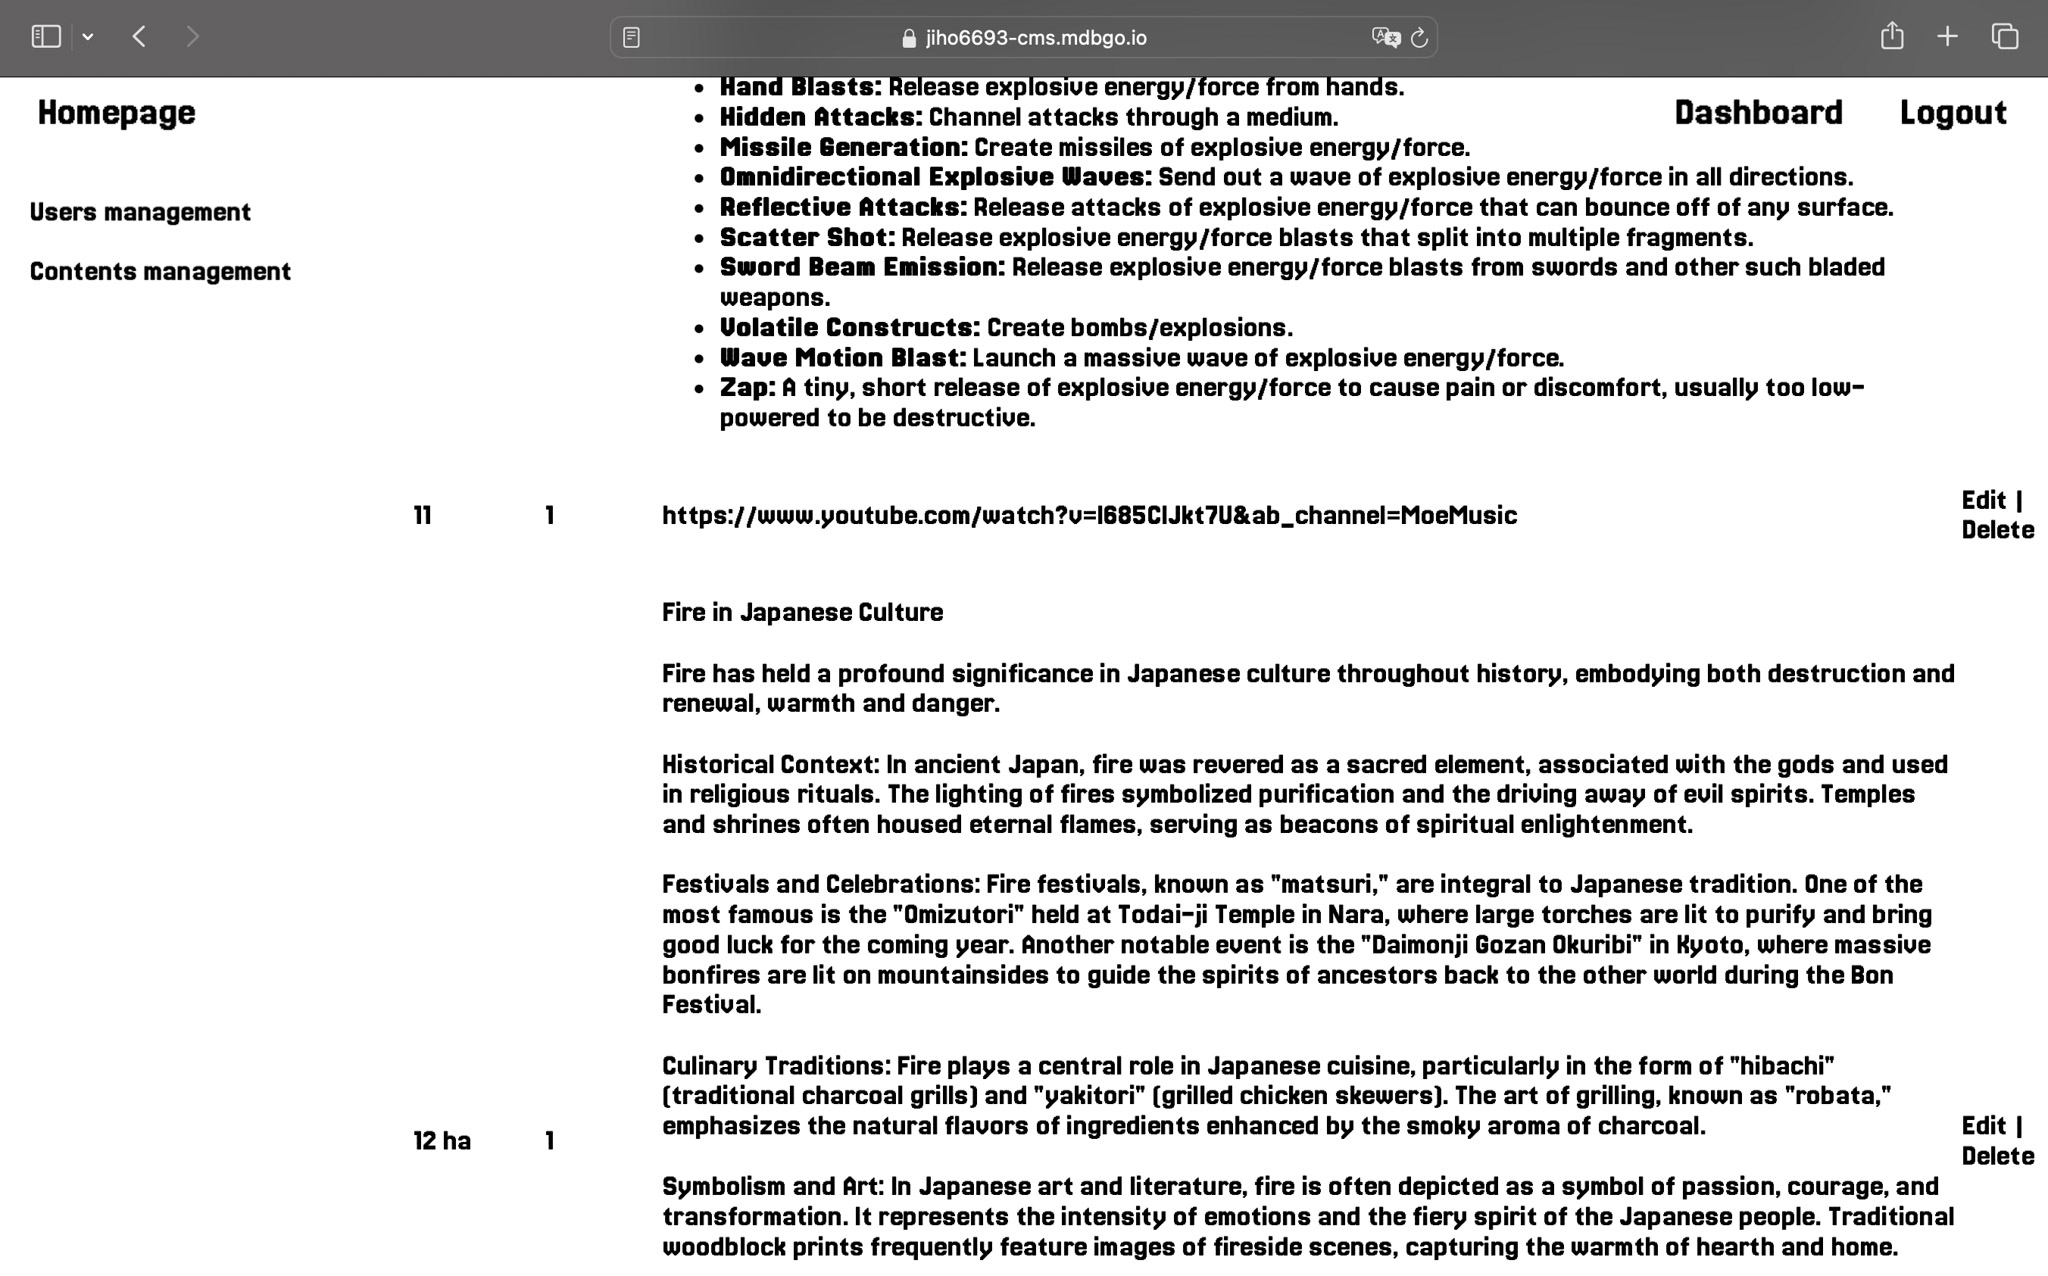 jiho6693-cms.mdbgo.io
Homepage
Dashboard
Logout
Users management
Contents management
• Hand Blasts: Release explosive energy/force from hands.
• Hidden Attacks: Channel attacks through a medium.
• Missile Generation: Create missiles of explosive energy/force.
• Omnidirectional Explosive Waves: Send out a wave of explosive energy/force in all directions.
• Reflective Attacks: Release attacks of explosive energy/force that can bounce off of any surface.
• Scatter Shot: Release explosive energy/force blasts that split into multiple fragments.
• Sword Beam Emission: Release explosive energy/force blasts from swords and other such bladed
weapons.
• Volatile Constructs: Create bombs/explosions.
• Wave Motion Blast: Launch a massive wave of explosive energy/force.
• Zap: A tiny, short release of explosive energy/force to cause pain or discomfort, usually too low-
powered to be destructive.
11 1 https://www.youtube.com/watch?v=l685ClJkt7U&ab_channel=MoeMusic Edit |
Delete
Fire in Japanese Culture
Fire has held a profound significance in Japanese culture throughout history, embodying both destruction and
renewal, warmth and danger.
Historical Context: In ancient Japan, fire was revered as a sacred element, associated with the gods and used
in religious rituals. The lighting of fires symbolized purification and the driving away of evil spirits. Temples
and shrines often housed eternal flames, serving as beacons of spiritual enlightenment.
Festivals and Celebrations: Fire festivals, known as "matsuri," are integral to Japanese tradition. One of the
most famous is the "Omizutori" held at Todai-ji Temple in Nara, where large torches are lit to purify and bring
good luck for the coming year. Another notable event is the "Daimonji Gozan Okuribi" in Kyoto, where massive
bonfires are lit on mountainsides to guide the spirits of ancestors back to the other world during the Bon
Festival.
Culinary Traditions: Fire plays a central role in Japanese cuisine, particularly in the form of "hibachi"
(traditional charcoal grills) and "yakitori" (grilled chicken skewers). The art of grilling, known as "robata,"
emphasizes the natural flavors of ingredients enhanced by the smoky aroma of charcoal.
12 ha 1 Edit |
Delete
Symbolism and Art: In Japanese art and literature, fire is often depicted as a symbol of passion, courage, and
transformation. It represents the intensity of emotions and the fiery spirit of the Japanese people. Traditional
woodblock prints frequently feature images of fireside scenes, capturing the warmth of hearth and home.